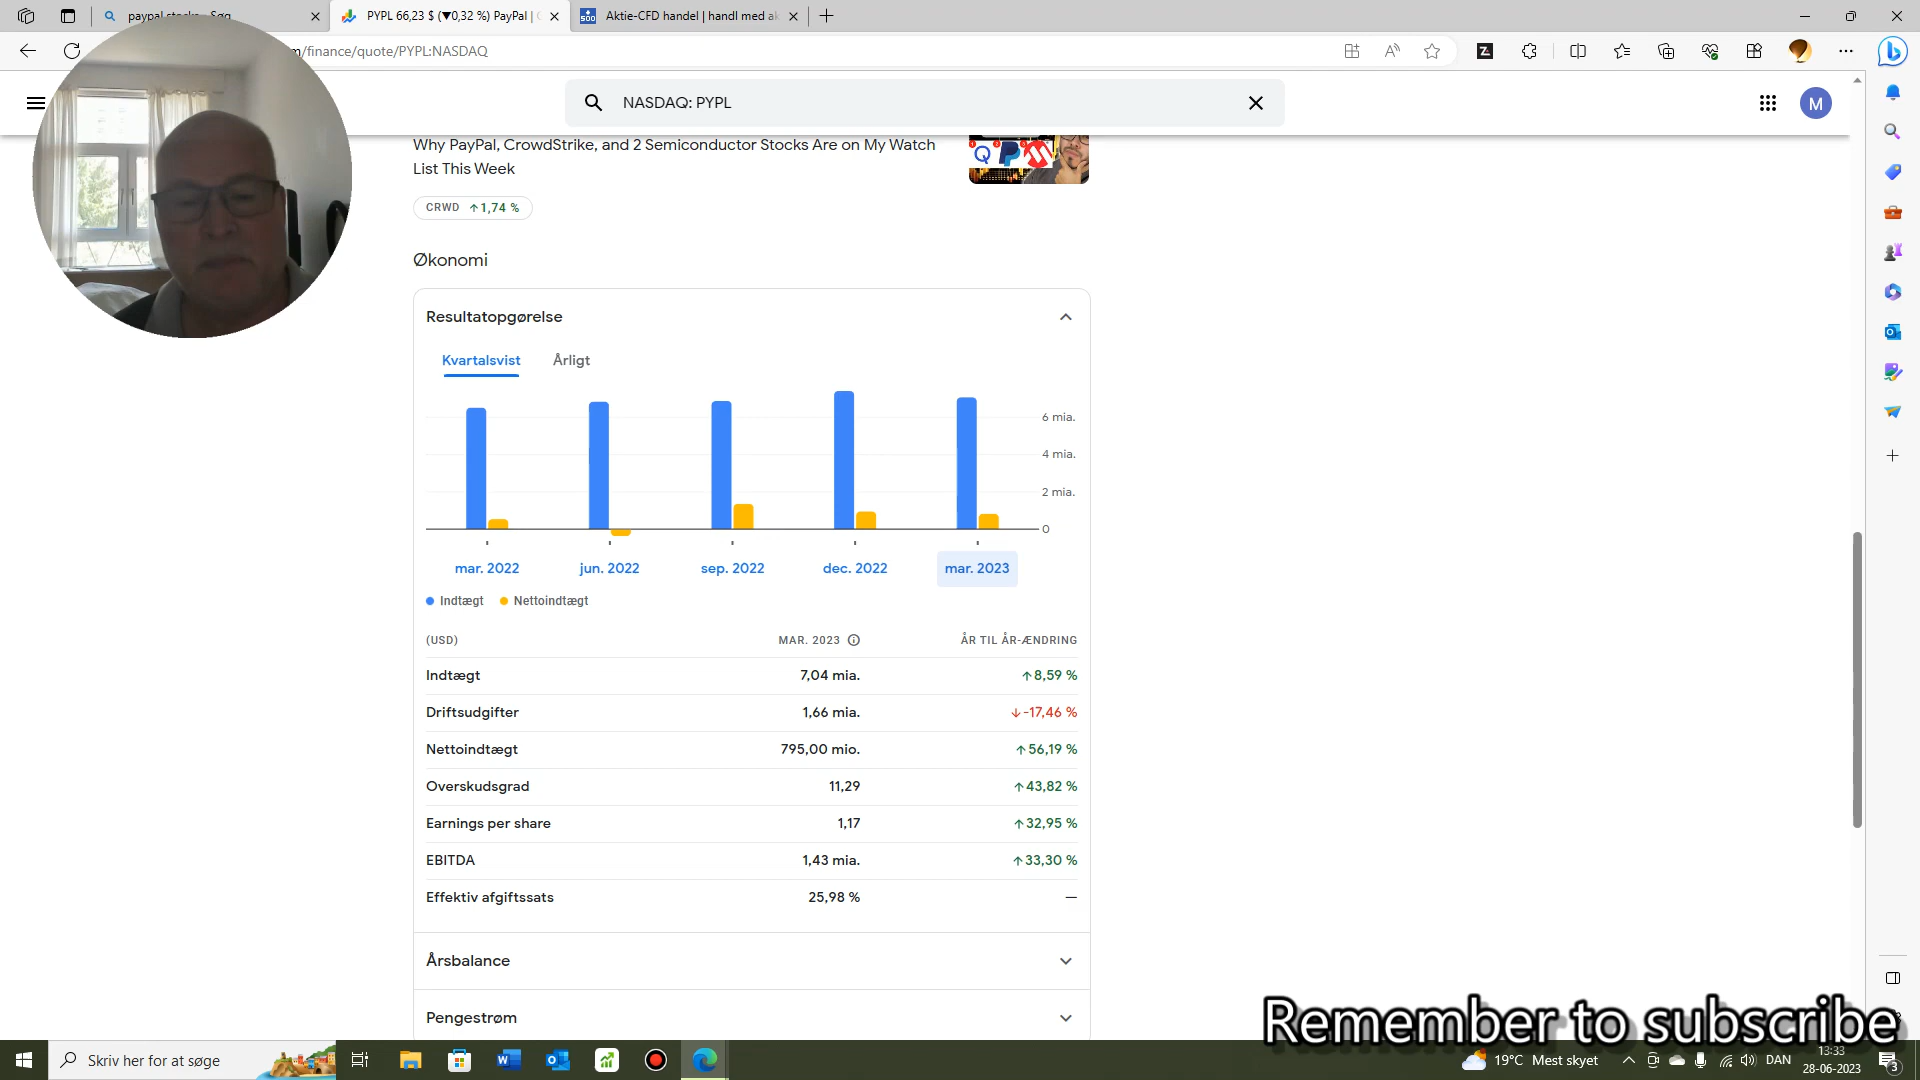 paypal stocks - Søg
PYPL 66,23 $ (▼0,32 %) PayPal |
Aktie-CFD handel | handl med ak
/finance/quote/PYPL:NASDAQ
NASDAQ: PYPL
M
Why PayPal, CrowdStrike, and 2 Semiconductor Stocks Are on My Watch
List This Week
CRWD ↑1,74 %
Økonomi
Resultatopgørelse
Kvartalsvist Årligt
6 mia.
4 mia.
2 mia.
0
mar. 2022 jun. 2022 sep. 2022 dec. 2022 mar. 2023
Indtægt Nettoindtægt
(USD) MAR. 2023 ÅR TIL ÅR-ÆNDRING
Indtægt 7,04 mia. ↑8,59 %
Driftsudgifter 1,66 mia. ↓-17,46 %
Nettoindtægt 795,00 mio. ↑56,19 %
Overskudsgrad 11,29 ↑43,82 %
Earnings per share 1,17 ↑32,95 %
EBITDA 1,43 mia. ↑33,30 %
Effektiv afgiftssats 25,98 % —
Årsbalance
Pengestrøm
Remember to subscribe
Skriv her for at søge
19°C Mest skyet
DAN
13:33
28-06-2023
3